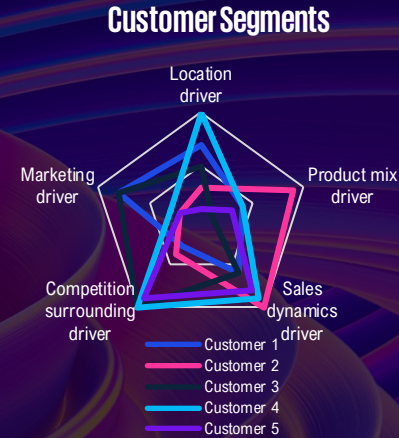 Customer Segments
Location
driver
Marketing
driver
Product mix
driver
Competition
surrounding
driver
Sales
dynamics
driver
Customer 1
Customer 2
Customer 3
Customer 4
Customer 5